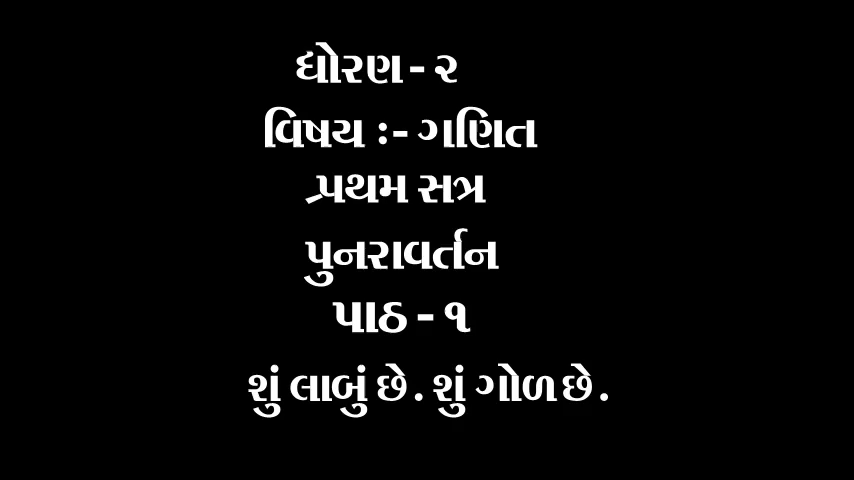 ધોરણ - ૨
વિષય ઃ- ગણિત
પ્રથમ સત્ર
પુનરાવર્તન
પાઠ - ૧
શું લાબું છે. શું ગોળ છે.